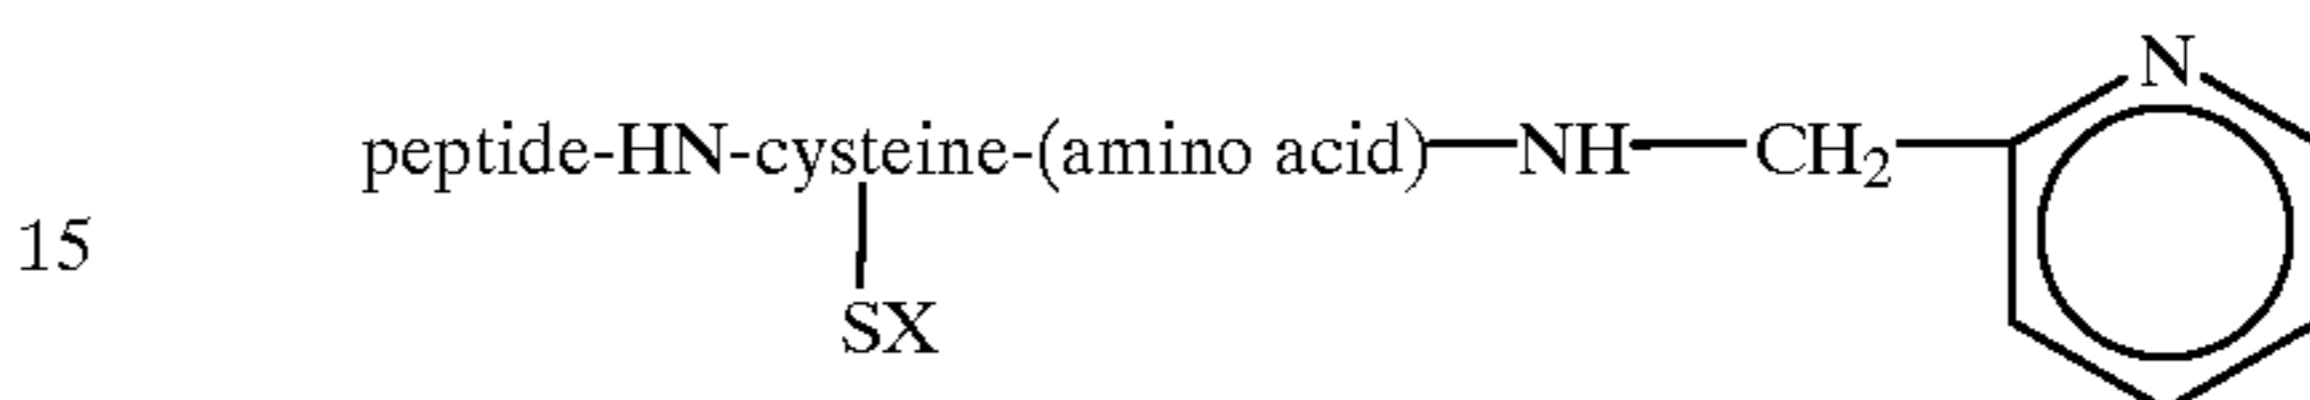 N
peptide-HN-cysteine-(amino acid)—NH—CH₂
15
SX